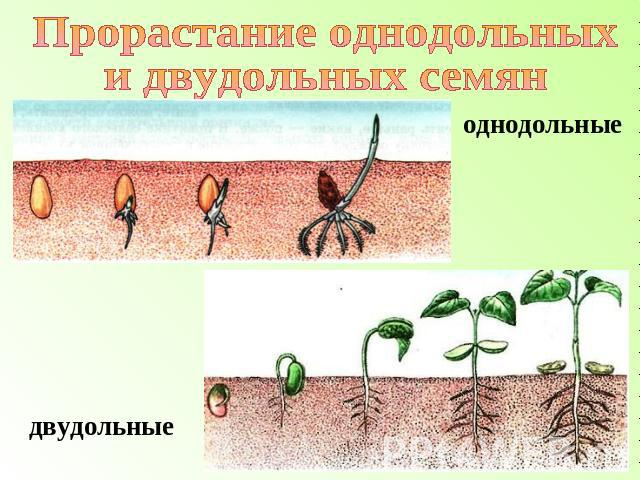 Прорастание однодольных
и двудольных семян
однодольные
двудольные